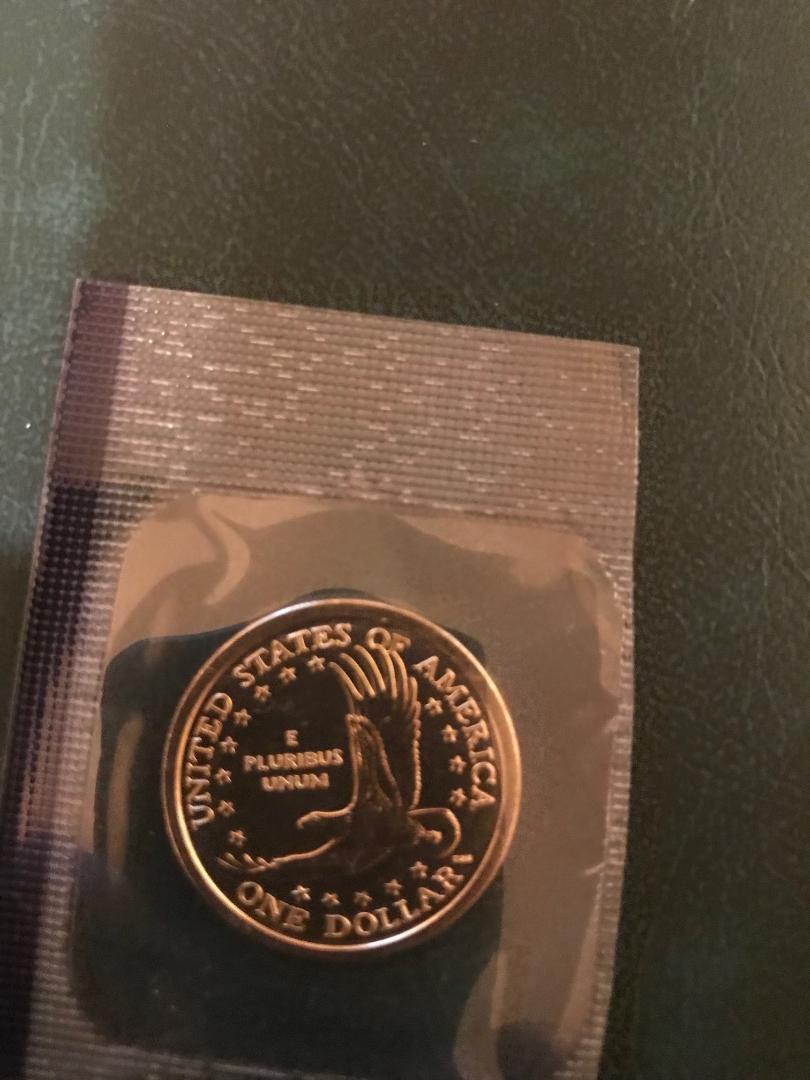 UNITED STATES OF AMERICA
E
PLURIBUS
UNUM
ONE DOLLAR